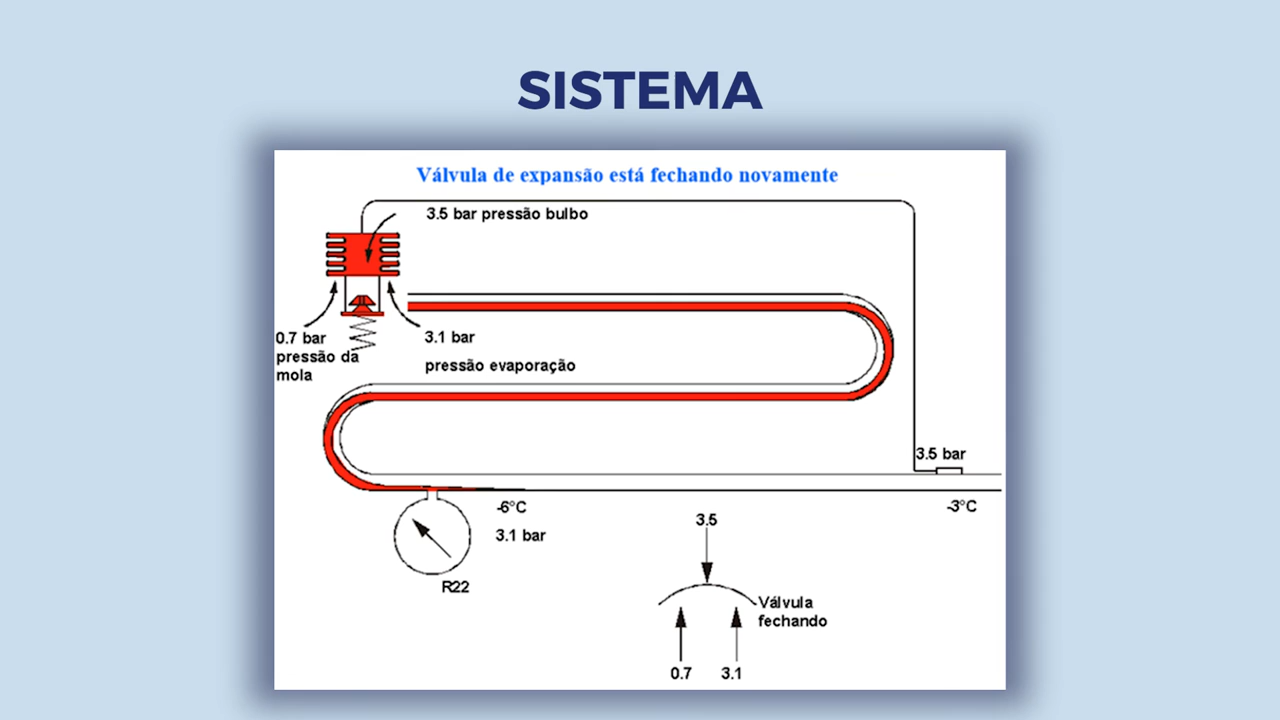 SISTEMA
Válvula de expansão está fechando novamente
3.5 bar pressão bulbo
0.7 bar
pressão da
mola
3.1 bar
pressão evaporação
3.5 bar
-6°C
-3°C
3.1 bar
R22
3.5
Válvula
fechando
0.7
3.1